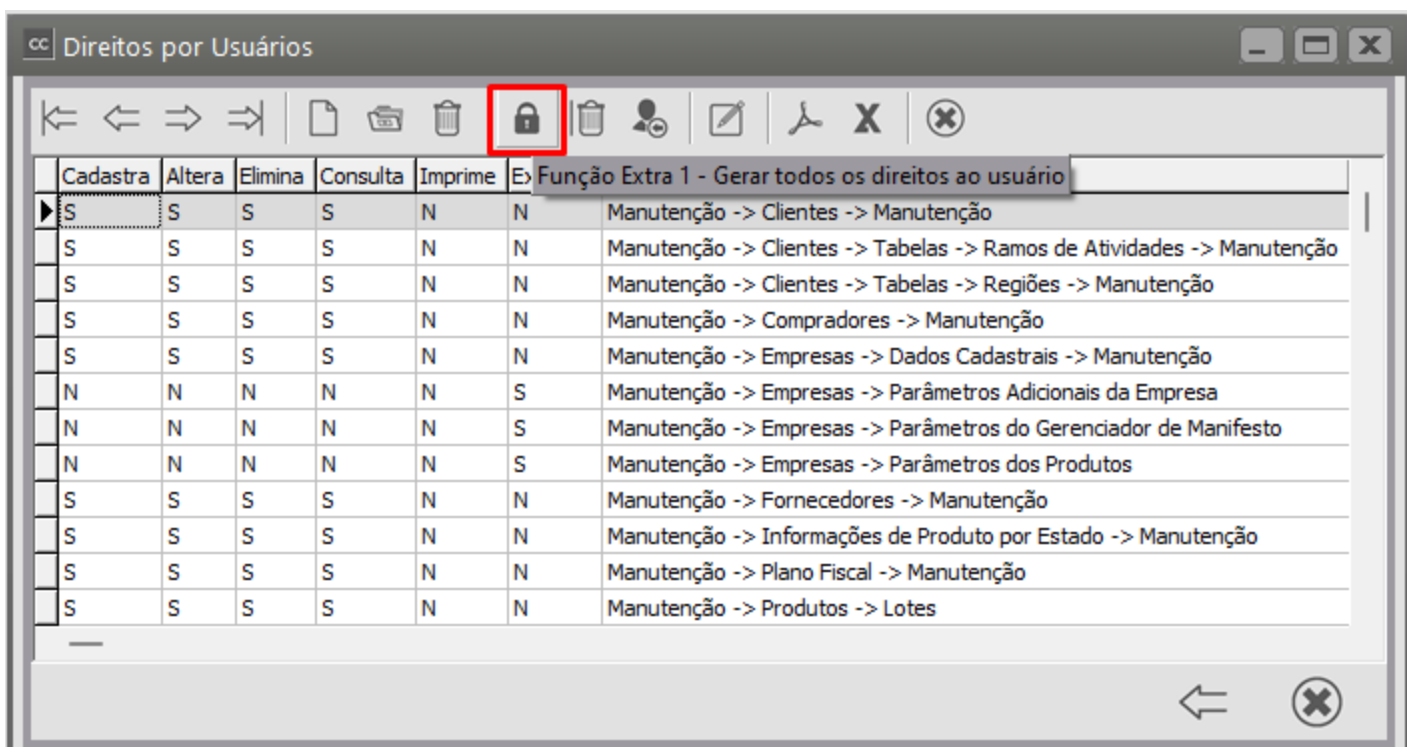 cc Direitos por Usuários
X
Cadastra Altera Elimina Consulta Imprime Ex Função Extra 1 - Gerar todos os direitos ao usuário
S S S S N N Manutenção -> Clientes -> Manutenção
S S S S N N Manutenção -> Clientes -> Tabelas -> Ramos de Atividades -> Manutenção
S S S S N N Manutenção -> Clientes -> Tabelas -> Regiões -> Manutenção
S S S S N N Manutenção -> Compradores -> Manutenção
S S S S N N Manutenção -> Empresas -> Dados Cadastrais -> Manutenção
N N N N N S Manutenção -> Empresas -> Parâmetros Adicionais da Empresa
N N N N N S Manutenção -> Empresas -> Parâmetros do Gerenciador de Manifesto
N N N N N S Manutenção -> Empresas -> Parâmetros dos Produtos
S S S S N N Manutenção -> Fornecedores -> Manutenção
S S S S N N Manutenção -> Informações de Produto por Estado -> Manutenção
S S S S N N Manutenção -> Plano Fiscal -> Manutenção
S S S S N N Manutenção -> Produtos -> Lotes